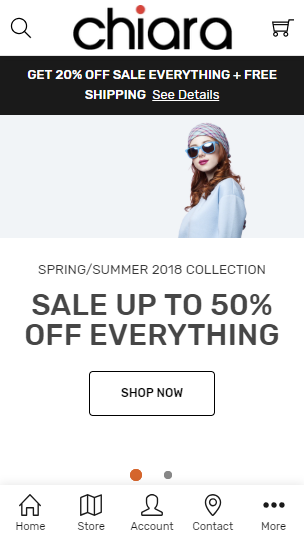 chiara
GET 20% OFF SALE EVERYTHING + FREE
SHIPPING See Details
SPRING/SUMMER 2018 COLLECTION
SALE UP TO 50%
OFF EVERYTHING
SHOP NOW
Home Store Account Contact More